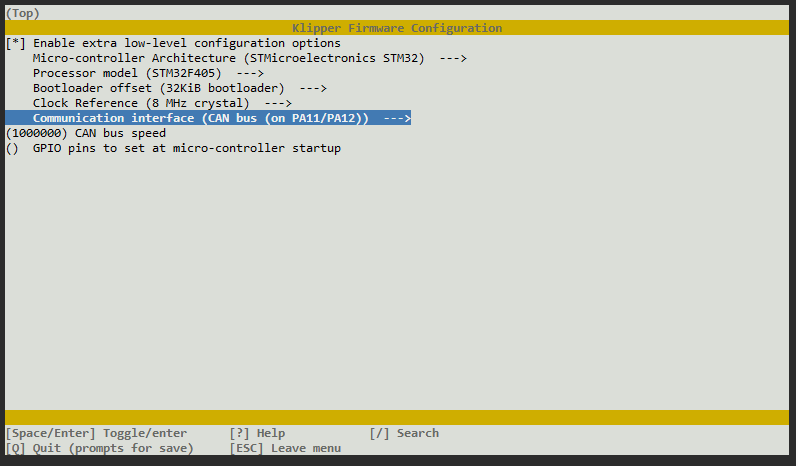 (Top)
Klipper Firmware Configuration
[*] Enable extra low-level configuration options
Micro-controller Architecture (STMicroelectronics STM32)  --->
Processor model (STM32F405)  --->
Bootloader offset (32KiB bootloader)  --->
Clock Reference (8 MHz crystal)  --->
Communication interface (CAN bus (on PA11/PA12))  --->
(1000000) CAN bus speed
()  GPIO pins to set at micro-controller startup
[Space/Enter] Toggle/enter      [?] Help            [/] Search
[Q] Quit (prompts for save)     [ESC] Leave menu